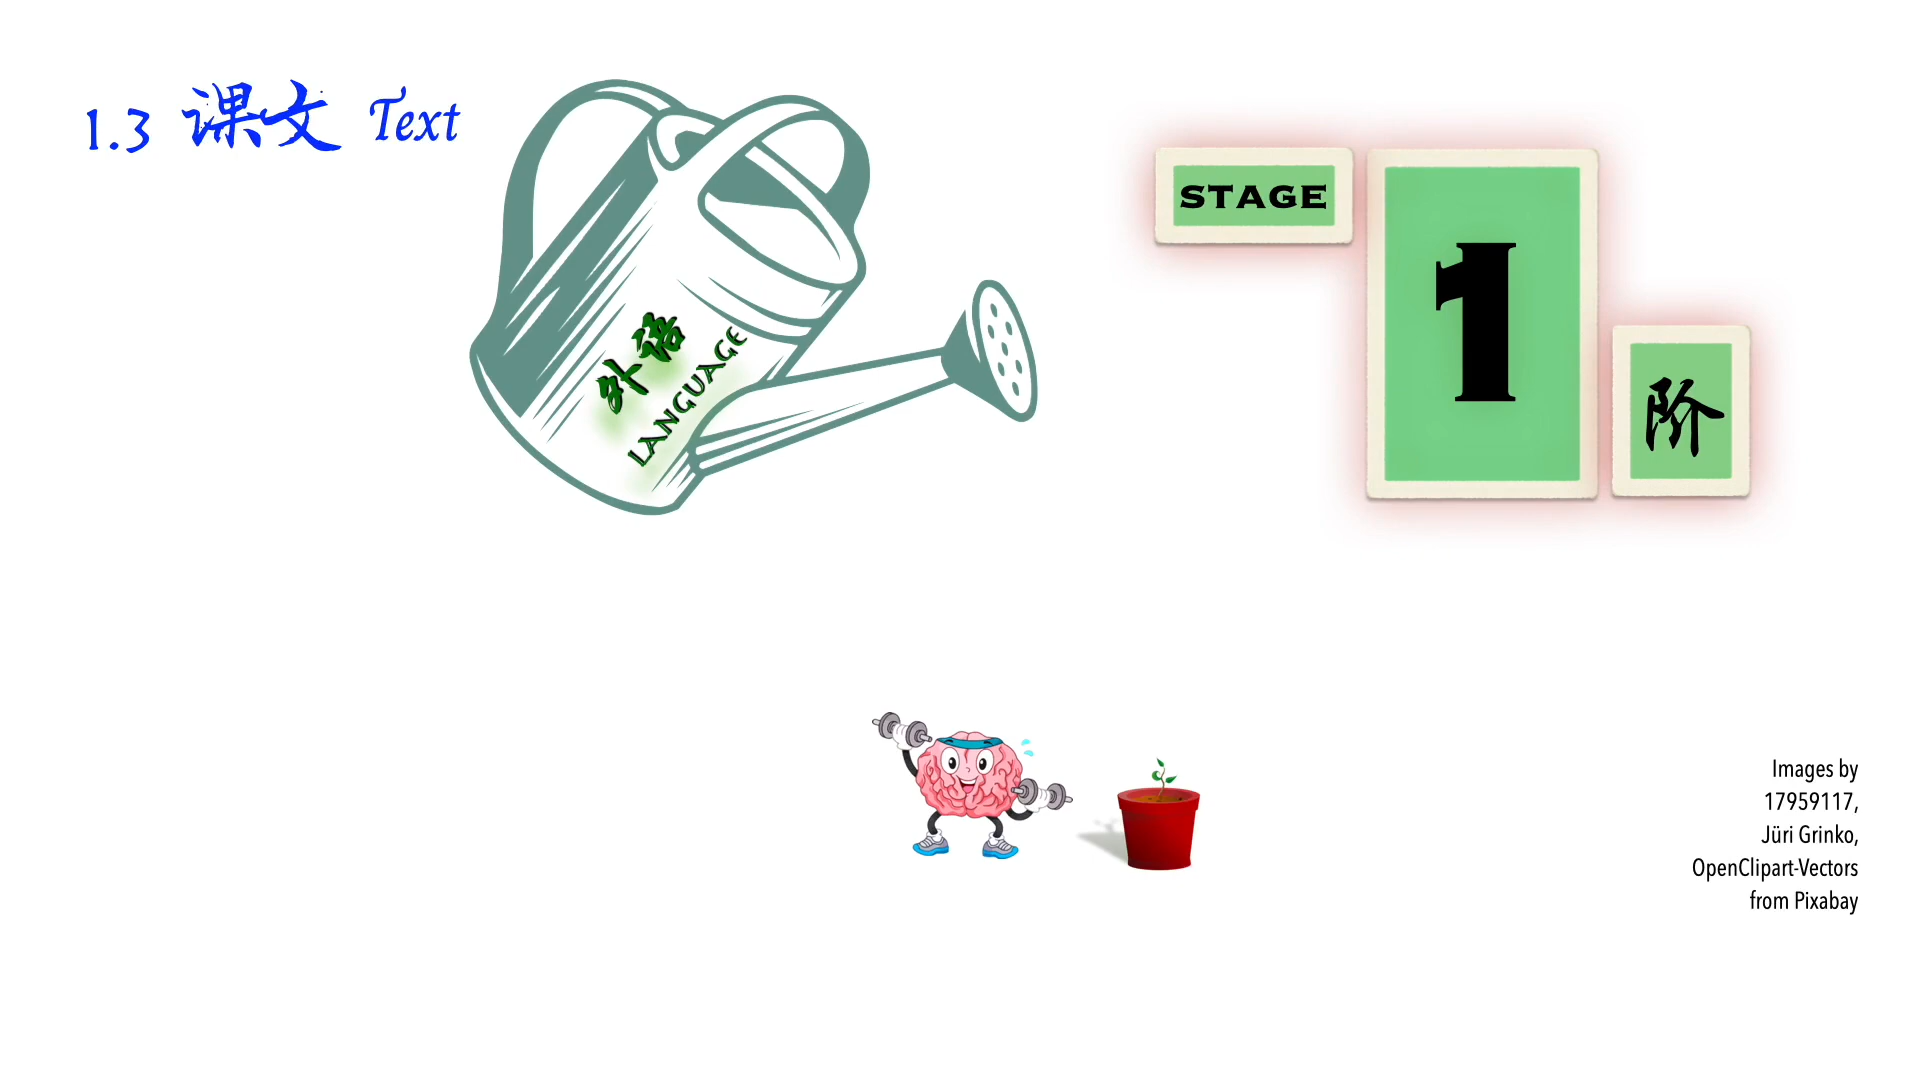 1.3 课文 Text
外语
LANGUAGE
STAGE
1
阶
Images by
17959117,
Jüri Grinko,
OpenClipart-Vectors
from Pixabay